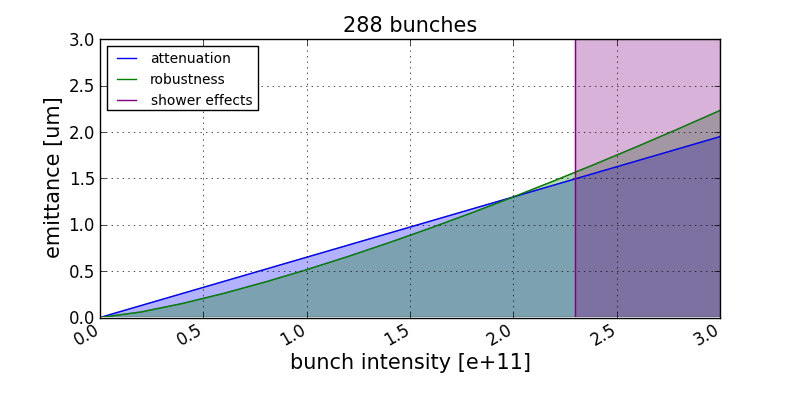 288 bunches
3.0
2.5
2.0
1.5
1.0
0.5
0.0
emittance [um]
attenuation
robustness
shower effects
0.0 0.5 1.0 1.5 2.0 2.5 3.0
bunch intensity [e+11]